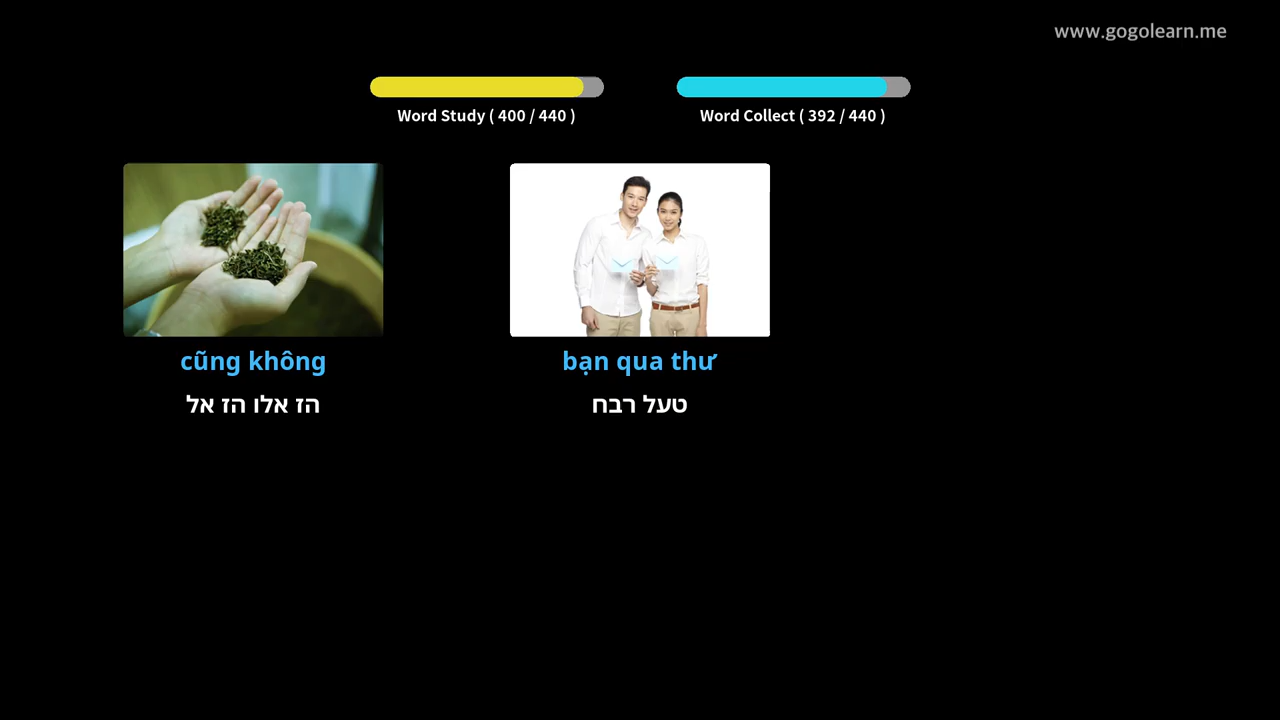 www.gogolearn.me
Word Study ( 400 / 440 )
Word Collect ( 392 / 440 )
cũng không
הז אלו הז אל
bạn qua thư
טעל רבח